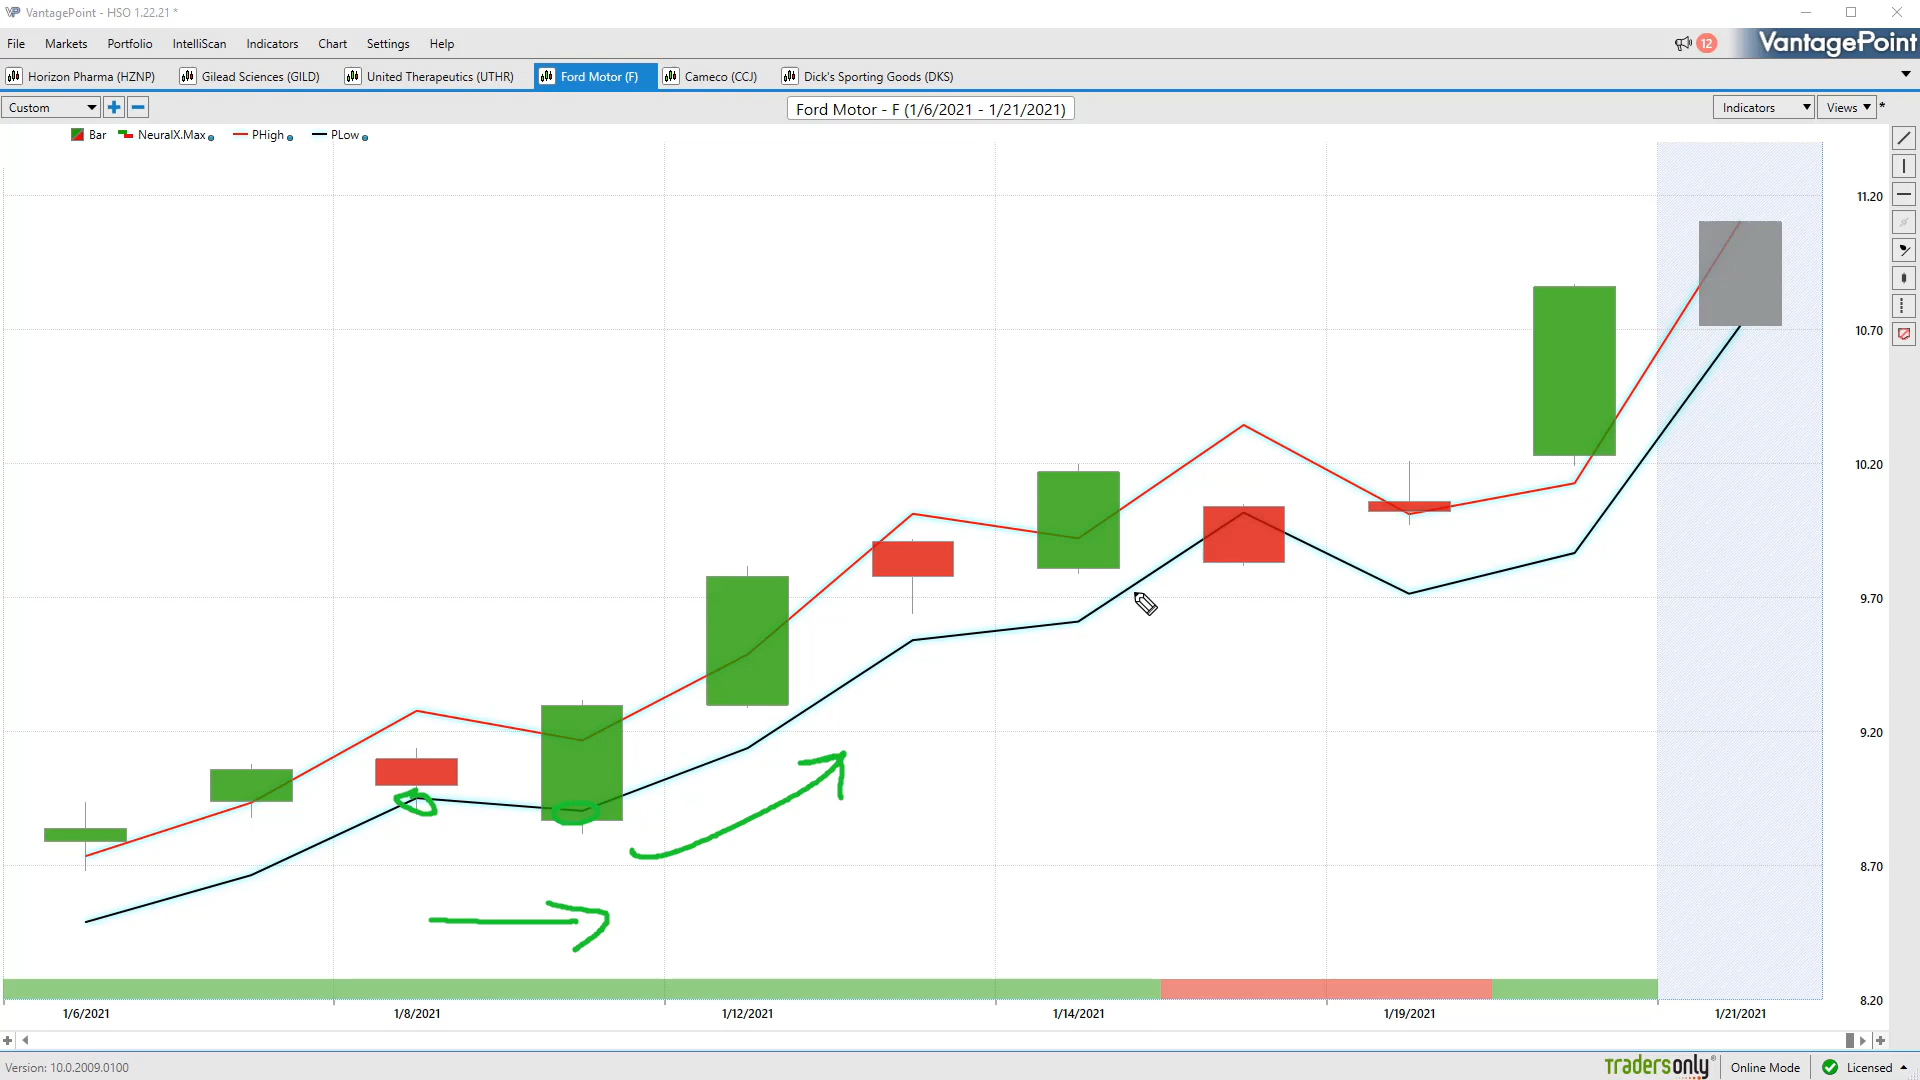 VP VantagePoint - HSO 1.22.21 *
File Markets Portfolio IntelliScan Indicators Chart Settings Help
12
VantagePoint
Horizon Pharma (HZNP) Gilead Sciences (GILD) United Therapeutics (UTHR) Ford Motor (F) Cameco (CCJ) Dick's Sporting Goods (DKS)
Custom
Ford Motor - F (1/6/2021 - 1/21/2021)
Indicators Views *
Bar NeuralX.Max PHigh PLow
11.20
10.70
10.20
9.70
9.20
8.70
8.20
1/6/2021 1/8/2021 1/12/2021 1/14/2021 1/19/2021 1/21/2021
Version: 10.0.2009.0100
tradersonly® Online Mode Licensed